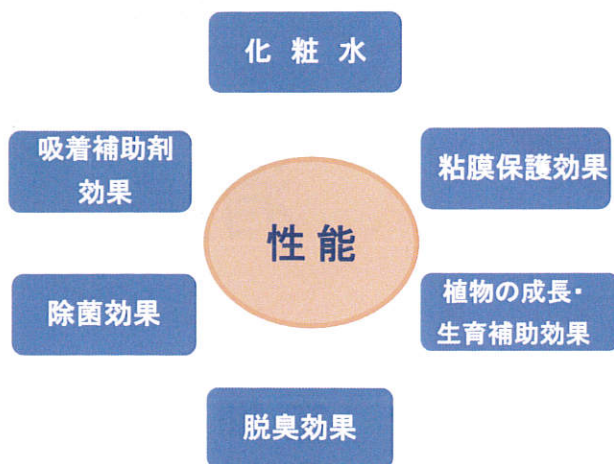 化粧水
吸着補助剤
効果
粘膜保護効果
性能
除菌効果
植物の成長・
生育補助効果
脱臭効果